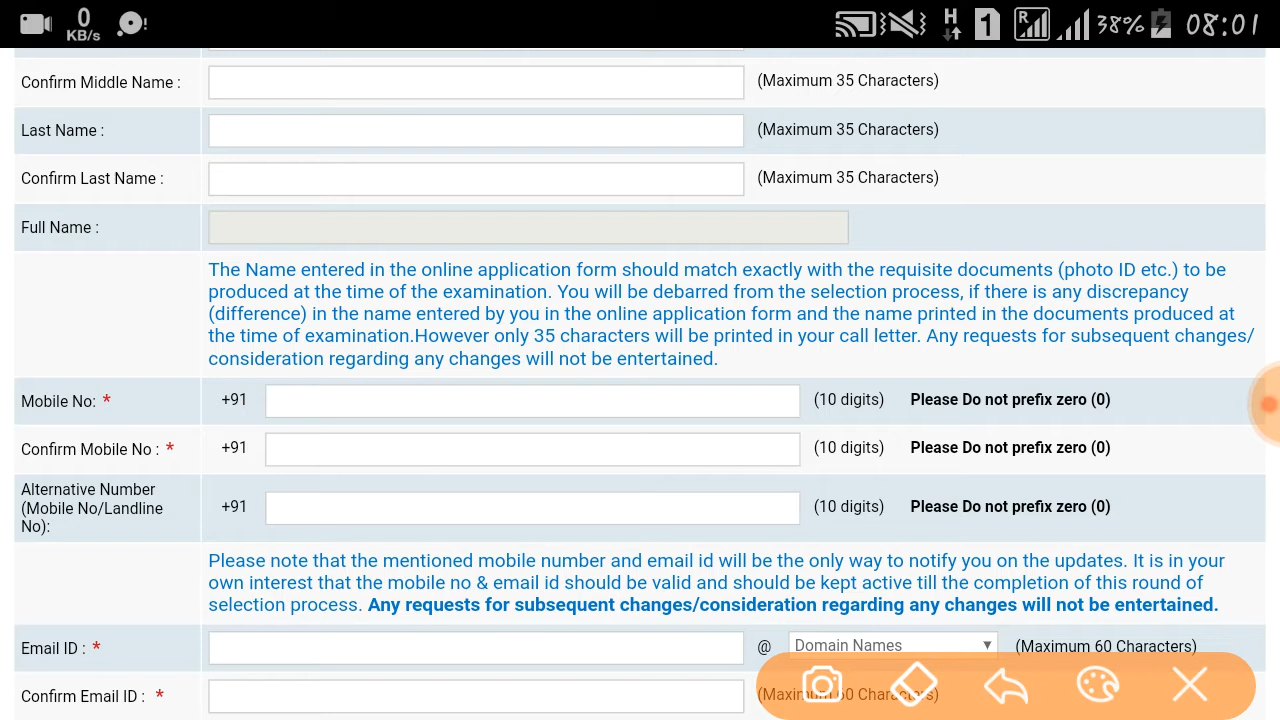 0 KB/s H 1 R 38% 08:01
Confirm Middle Name : (Maximum 35 Characters)
Last Name : (Maximum 35 Characters)
Confirm Last Name : (Maximum 35 Characters)
Full Name :
The Name entered in the online application form should match exactly with the requisite documents (photo ID etc.) to be
produced at the time of the examination. You will be debarred from the selection process, if there is any discrepancy
(difference) in the name entered by you in the online application form and the name printed in the documents produced at
the time of examination.However only 35 characters will be printed in your call letter. Any requests for subsequent changes/
consideration regarding any changes will not be entertained.
Mobile No: * +91 (10 digits) Please Do not prefix zero (0)
Confirm Mobile No : * +91 (10 digits) Please Do not prefix zero (0)
Alternative Number
(Mobile No/Landline
No):
+91 (10 digits) Please Do not prefix zero (0)
Please note that the mentioned mobile number and email id will be the only way to notify you on the updates. It is in your
own interest that the mobile no & email id should be valid and should be kept active till the completion of this round of
selection process. Any requests for subsequent changes/consideration regarding any changes will not be entertained.
Email ID : * @ Domain Names (Maximum 60 Characters)
Confirm Email ID : * (Maximum 60 Characters)